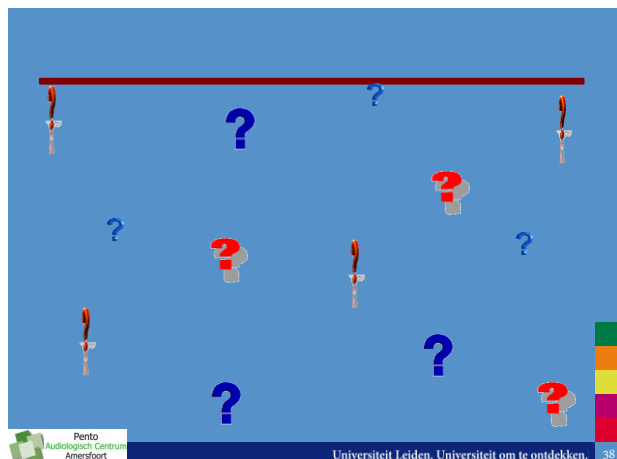 ?
?
?
?
?
?
?
?
?
Pento
Audiologisch Centrum
Amersfoort
Universiteit Leiden. Universiteit om te ontdekken.
38